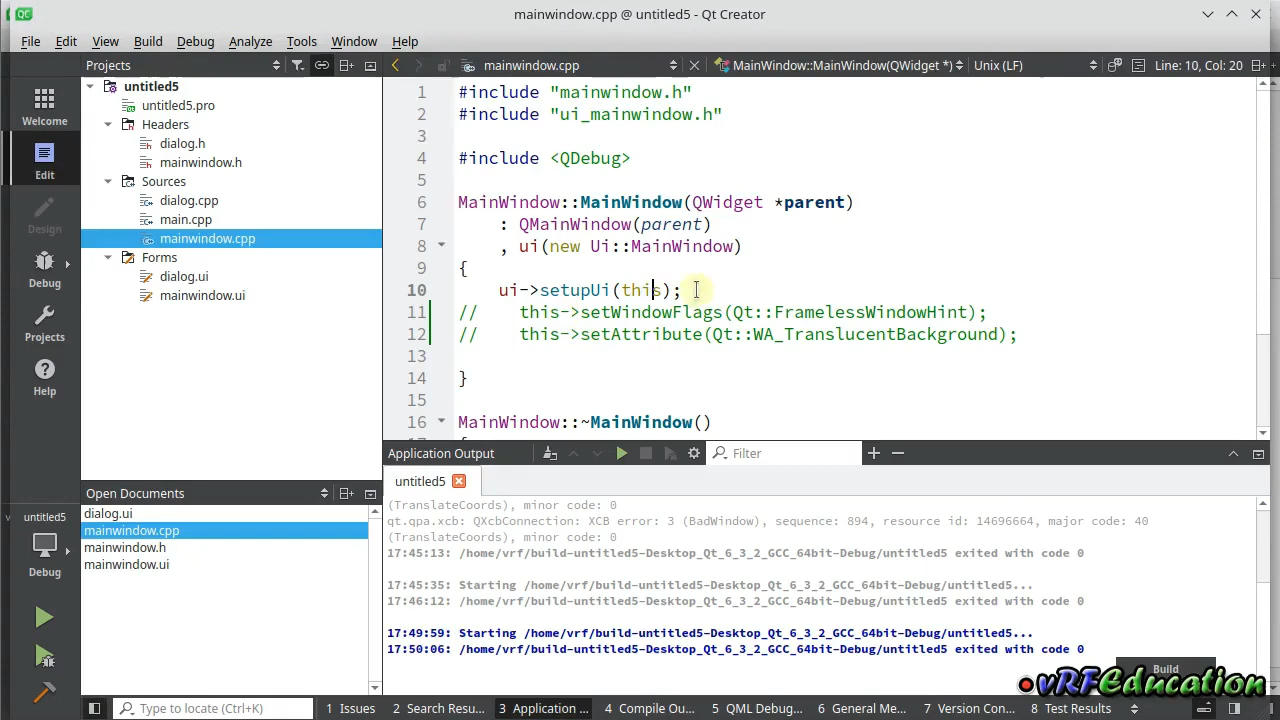 mainwindow.cpp @ untitled5 - Qt Creator
File Edit View Build Debug Analyze Tools Window Help
Projects mainwindow.cpp MainWindow::MainWindow(QWidget *) Unix (LF) Line: 10, Col: 20
Welcome
Edit
Design
Debug
Projects
Help
untitled5
Debug
untitled5
untitled5.pro
Headers
dialog.h
mainwindow.h
Sources
dialog.cpp
main.cpp
mainwindow.cpp
Forms
dialog.ui
mainwindow.ui
Open Documents
dialog.ui
mainwindow.cpp
mainwindow.h
mainwindow.ui
1 #include "mainwindow.h"
2 #include "ui_mainwindow.h"
3
4 #include <QDebug>
5
6 MainWindow::MainWindow(QWidget *parent)
7 : QMainWindow(parent)
8 , ui(new Ui::MainWindow)
9 {
10 ui->setupUi(this);
11 // this->setWindowFlags(Qt::FramelessWindowHint);
12 // this->setAttribute(Qt::WA_TranslucentBackground);
13
14 }
15
16 MainWindow::~MainWindow()
Application Output Filter
untitled5
(TranslateCoords), minor code: 0
qt.qpa.xcb: QXcbConnection: XCB error: 3 (BadWindow), sequence: 894, resource id: 14696664, major code: 40
(TranslateCoords), minor code: 0
17:45:13: /home/vrf/build-untitled5-Desktop_Qt_6_3_2_GCC_64bit-Debug/untitled5 exited with code 0
17:45:35: Starting /home/vrf/build-untitled5-Desktop_Qt_6_3_2_GCC_64bit-Debug/untitled5...
17:46:12: /home/vrf/build-untitled5-Desktop_Qt_6_3_2_GCC_64bit-Debug/untitled5 exited with code 0
17:49:59: Starting /home/vrf/build-untitled5-Desktop_Qt_6_3_2_GCC_64bit-Debug/untitled5...
17:50:06: /home/vrf/build-untitled5-Desktop_Qt_6_3_2_GCC_64bit-Debug/untitled5 exited with code 0
Build
vRFEducation
Type to locate (Ctrl+K) 1 Issues 2 Search Resu... 3 Application ... 4 Compile Ou... 5 QML Debug... 6 General Me... 7 Version Con... 8 Test Results